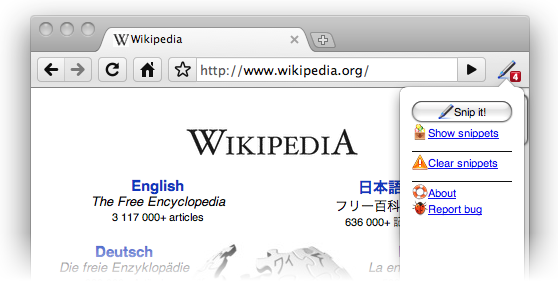 Wikipedia
http://www.wikipedia.org/
4
WIKIPEDIA
Snip it!
Show snippets
Clear snippets
About
Report bug
English
The Free Encyclopedia
3 117 000+ articles
日本語
フリー百科
636 000+
Deutsch
Die freie Enzyklopädie
La en